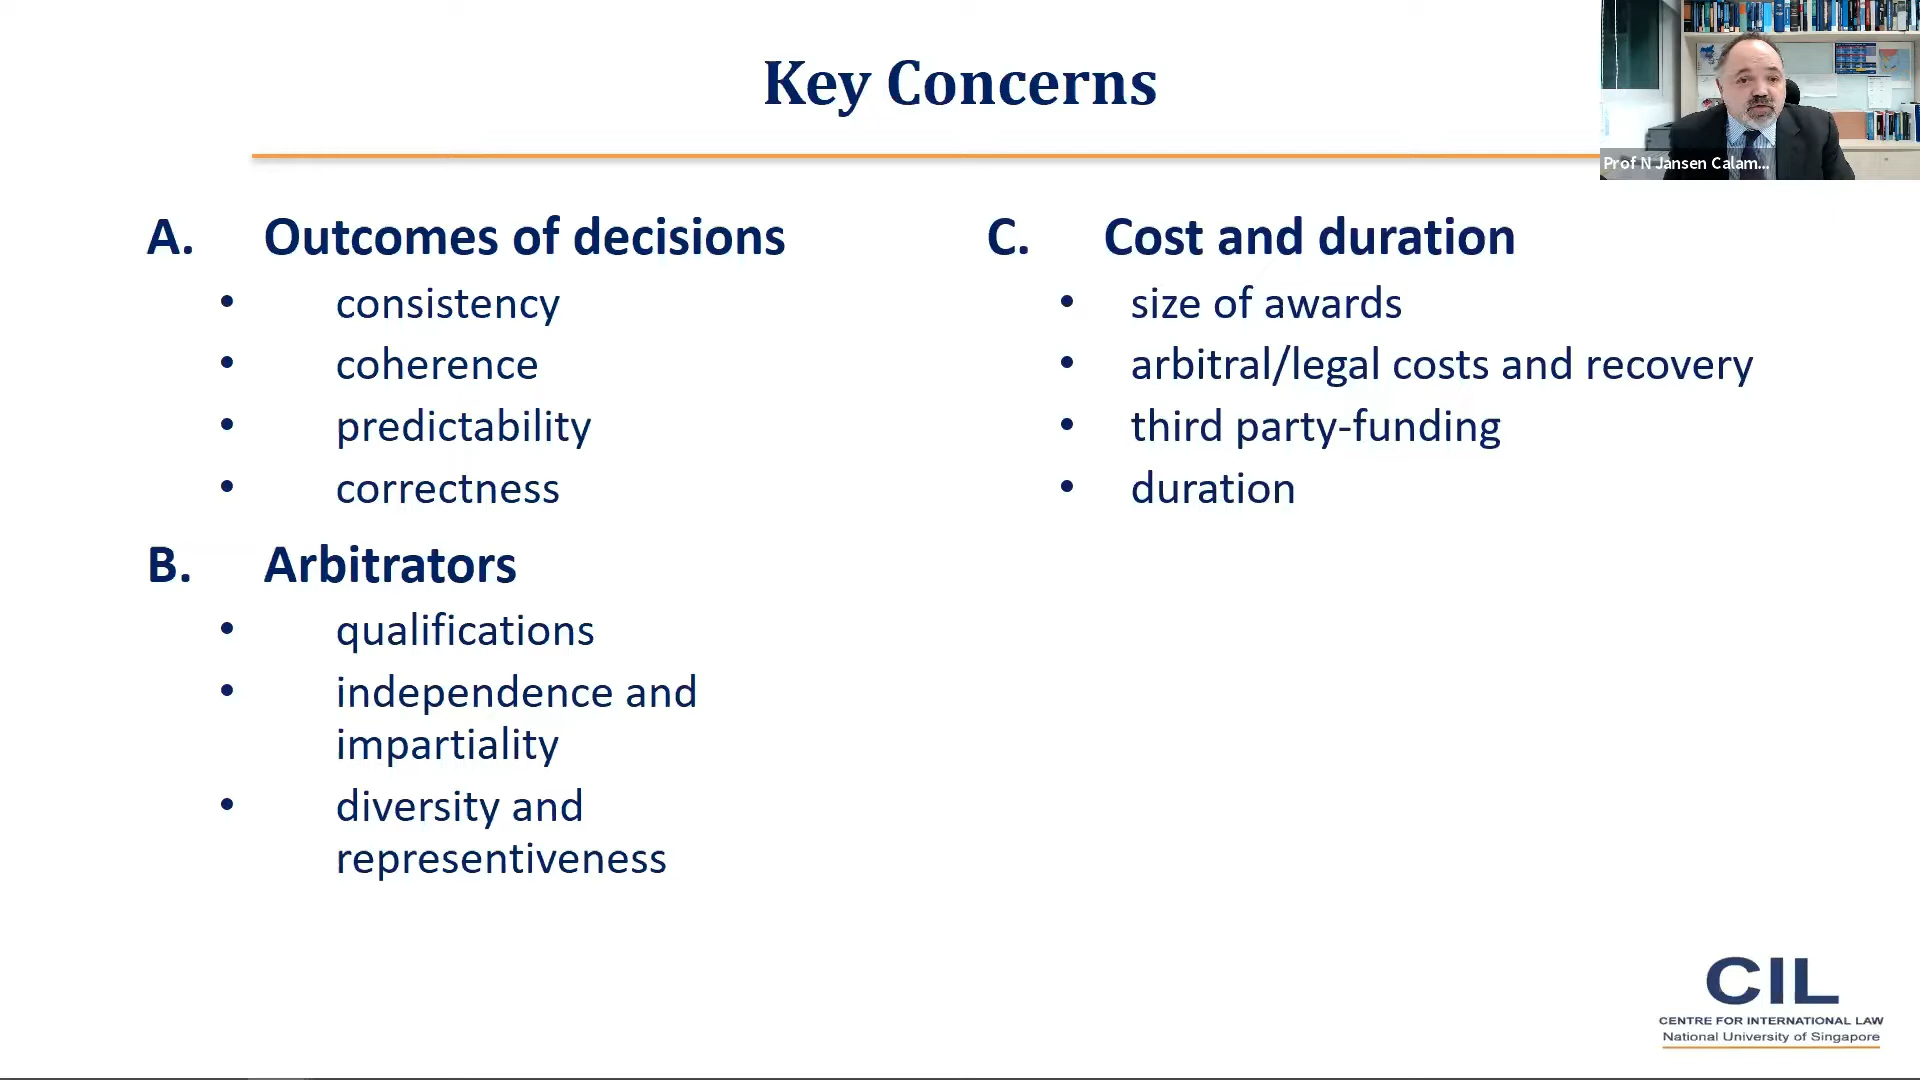 Key Concerns
Prof N Jansen Calam...
A. Outcomes of decisions
• consistency
• coherence
• predictability
• correctness
B. Arbitrators
• qualifications
• independence and
impartiality
• diversity and
representiveness
C. Cost and duration
• size of awards
• arbitral/legal costs and recovery
• third party-funding
• duration
CIL
CENTRE FOR INTERNATIONAL LAW
National University of Singapore